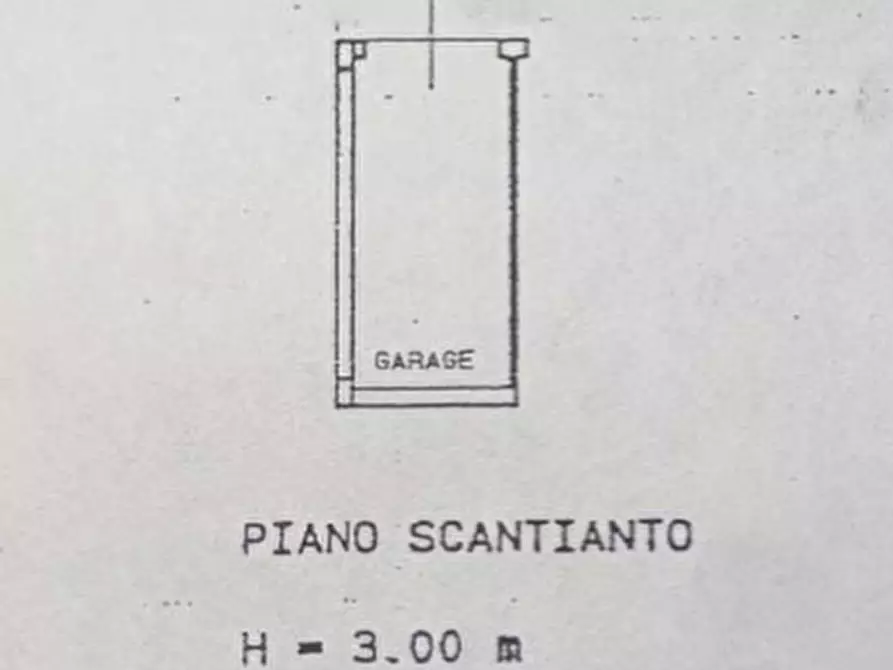 GARAGE
PIANO SCANTIANTO
H = 3.00 m